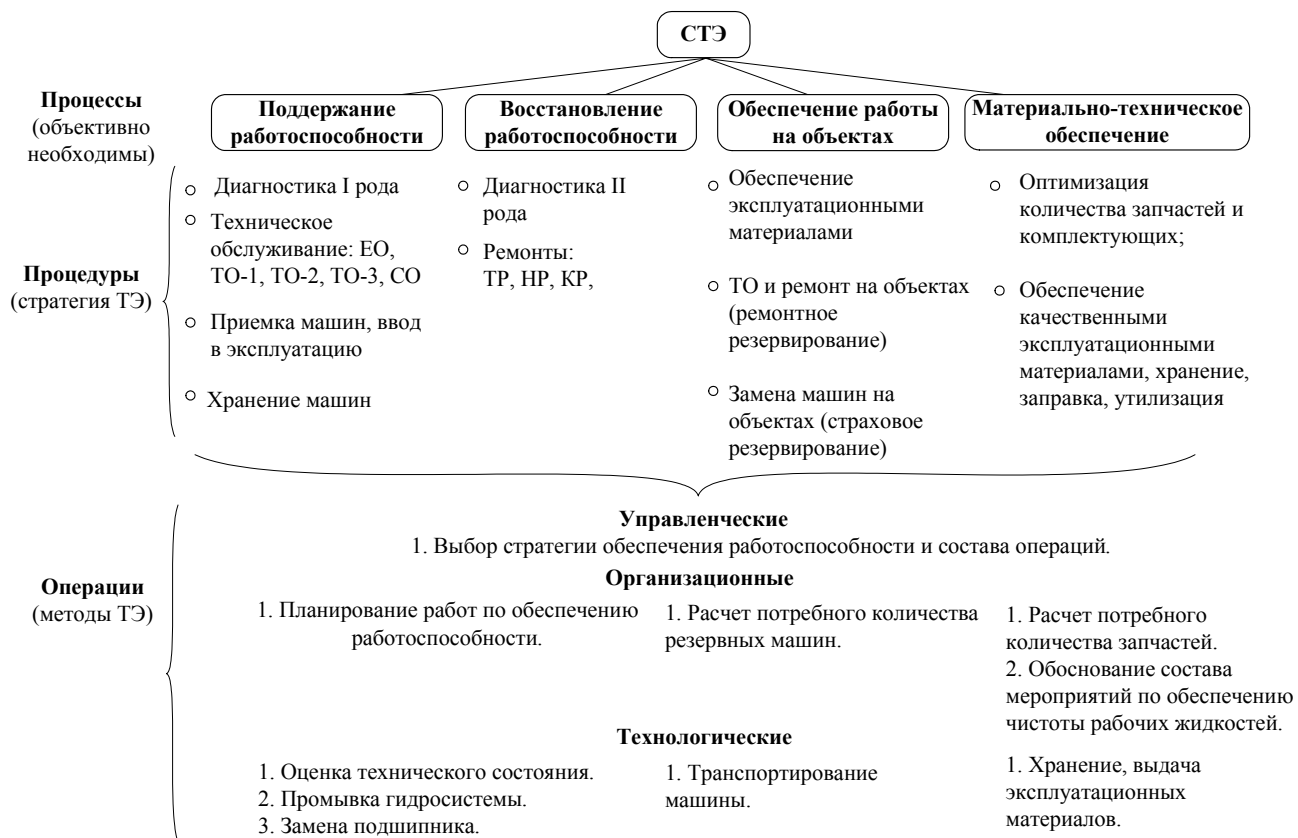 СТЭ
Процессы
(объективно
необходимы)
Поддержание
работоспособности
Восстановление
работоспособности
Обеспечение работы
на объектах
Материально-техническое
обеспечение
Процедуры
(стратегия ТЭ)
Диагностика I рода
Техническое
обслуживание: ЕО,
ТО-1, ТО-2, ТО-3, СО
Приемка машин, ввод
в эксплуатацию
Хранение машин
Диагностика II
рода
Ремонты:
ТР, НР, КР,
Обеспечение
эксплуатационными
материалами
ТО и ремонт на объектах
(ремонтное
резервирование)
Замена машин на
объектах (страховое
резервирование)
Оптимизация
количества запчастей и
комплектующих;
Обеспечение
качественными
эксплуатационными
материалами, хранение,
заправка, утилизация
Операции
(методы ТЭ)
Управленческие
1. Выбор стратегии обеспечения работоспособности и состава операций.
Организационные
1. Планирование работ по обеспечению
работоспособности.
1. Расчет потребного количества
резервных машин.
1. Расчет потребного
количества запчастей.
2. Обоснование состава
мероприятий по обеспечению
чистоты рабочих жидкостей.
Технологические
1. Оценка технического состояния.
2. Промывка гидросистемы.
3. Замена подшипника.
1. Транспортирование
машины.
1. Хранение, выдача
эксплуатационных
материалов.